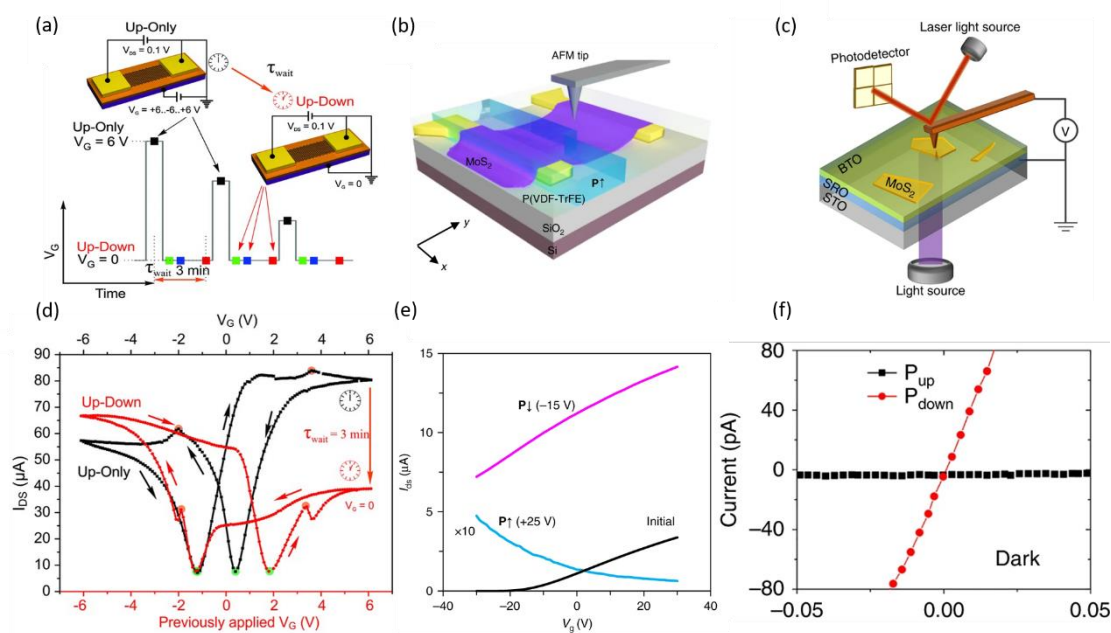 (a)
Up-Only
V_DS = 0.1 V
V_G = +6..-6..+6 V
τ_wait
Up-Down
V_DS = 0.1 V
V_G = 0
Up-Only
V_G = 6 V
V_G
Up-Down
V_G = 0
τ_wait 3 min
Time
(b)
AFM tip
MoS₂
P↑
P(VDF-TrFE)
SiO₂
Si
y
x
(c)
Laser light source
Photodetector
V
BTO
SRO
STO
MoS₂
Light source
(d)
V_G (V)
-6 -4 -2 0 2 4 6
90
80
70
60
50
40
30
20
10
0
I_DS (μA)
Up-Down
Up-Only
τ_wait = 3 min
V_G = 0
-6 -4 -2 0 2 4 6
Previously applied V_G (V)
(e)
15
10
5
0
I_ds (μA)
P↓ (−15 V)
P↑ (+25 V)
×10
Initial
−40 −20 0 20 40
V_g (V)
(f)
80
40
0
−40
−80
Current (pA)
P_up
P_down
Dark
-0.05 0.00 0.05